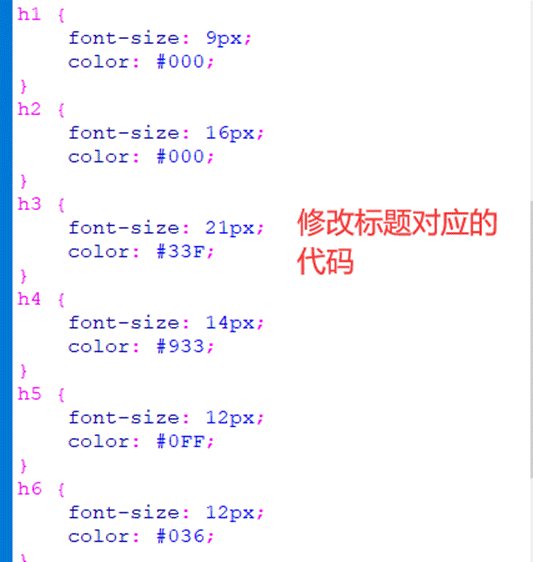 h1 {
font-size: 9px;
color: #000;
}
h2 {
font-size: 16px;
color: #000;
}
h3 {
font-size: 21px;
color: #33F;
}
h4 {
font-size: 14px;
color: #933;
}
h5 {
font-size: 12px;
color: #0FF;
}
h6 {
font-size: 12px;
color: #036;
}
修改标题对应的
代码